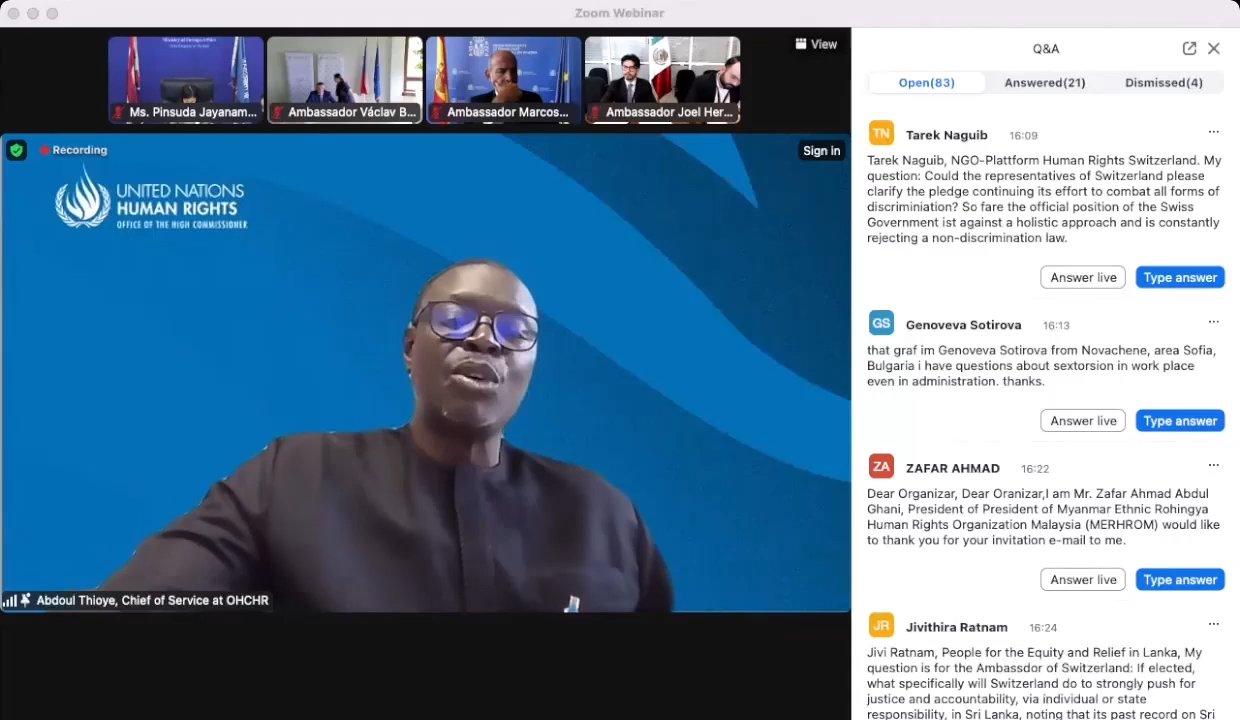 Zoom Webinar
View
Ms. Pinsuda Jayanam...
Ambassador Václav B...
Ambassador Marcos...
Ambassador Joel Her...
Recording
Sign in
UNITED NATIONS
HUMAN RIGHTS
OFFICE OF THE HIGH COMMISSIONER
Abdoul Thioye, Chief of Service at OHCHR
Q&A
Open(83)
Answered(21)
Dismissed(4)
TN
Tarek Naguib 16:09
Tarek Naguib, NGO-Plattform Human Rights Switzerland. My
question: Could the representatives of Switzerland please
clarify the pledge continuing its effort to combat all forms of
discriminiation? So fare the official position of the Swiss
Government ist against a holistic approach and is constantly
rejecting a non-discrimination law.
Answer live
Type answer
GS
Genoveva Sotirova 16:13
that graf im Genoveva Sotirova from Novachene, area Sofia,
Bulgaria i have questions about sextorsion in work place
even in administration. thanks.
Answer live
Type answer
ZA
ZAFAR AHMAD 16:22
Dear Organizar, Dear Oranizar,I am Mr. Zafar Ahmad Abdul
Ghani, President of President of Myanmar Ethnic Rohingya
Human Rights Organization Malaysia (MERHROM) would like
to thank you for your invitation e-mail to me.
Answer live
Type answer
JR
Jivithira Ratnam 16:24
Jivi Ratnam, People for the Equity and Relief in Lanka, My
question is for the Ambassdor of Switzerland: If elected,
what specifically will Switzerland do to strongly push for
justice and accountability, via individual or state
responsibility, in Sri Lanka, noting that its past record on Sri